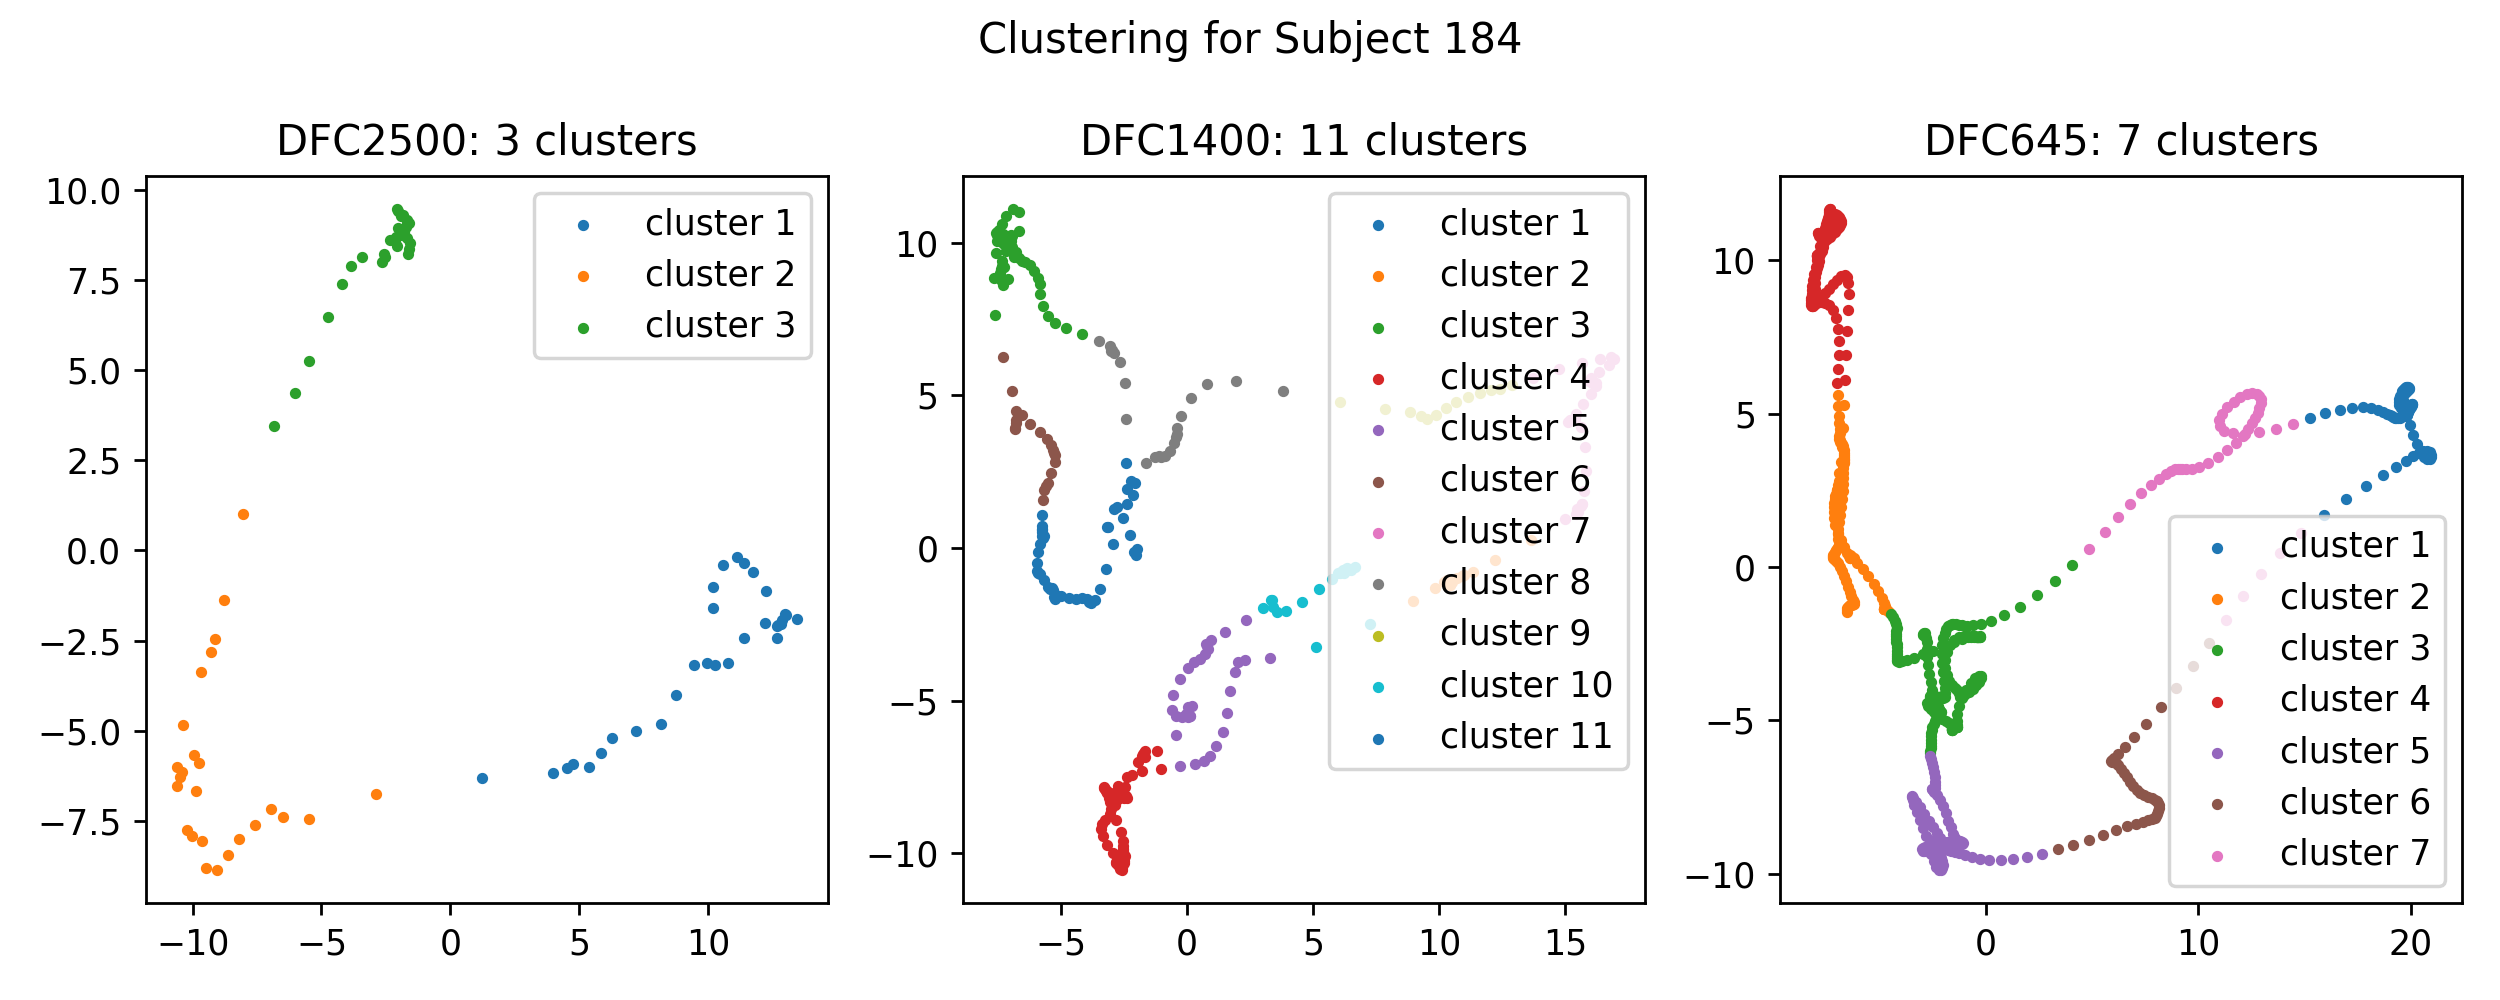 Clustering for Subject 184
DFC2500: 3 clusters
10.0
7.5
5.0
2.5
0.0
−2.5
−5.0
−7.5
−10
−5
0
5
10
cluster 1
cluster 2
cluster 3
DFC1400: 11 clusters
10
5
0
−5
−10
−5
0
5
10
15
cluster 1
cluster 2
cluster 3
cluster 4
cluster 5
cluster 6
cluster 7
cluster 8
cluster 9
cluster 10
cluster 11
DFC645: 7 clusters
10
5
0
−5
−10
0
10
20
cluster 1
cluster 2
cluster 3
cluster 4
cluster 5
cluster 6
cluster 7